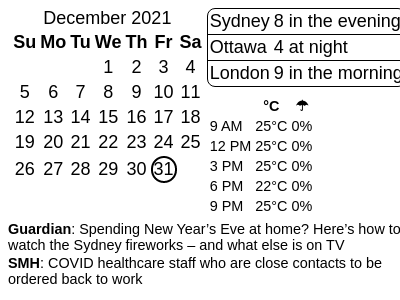 December 2021
Su Mo Tu We Th Fr Sa
1 2 3 4
5 6 7 8 9 10 11
12 13 14 15 16 17 18
19 20 21 22 23 24 25
26 27 28 29 30 31
Sydney 8 in the evening
Ottawa 4 at night
London 9 in the morning
°C ☂
9 AM 25°C 0%
12 PM 25°C 0%
3 PM 25°C 0%
6 PM 22°C 0%
9 PM 25°C 0%
Guardian: Spending New Year’s Eve at home? Here’s how to
watch the Sydney fireworks – and what else is on TV
SMH: COVID healthcare staff who are close contacts to be
ordered back to work